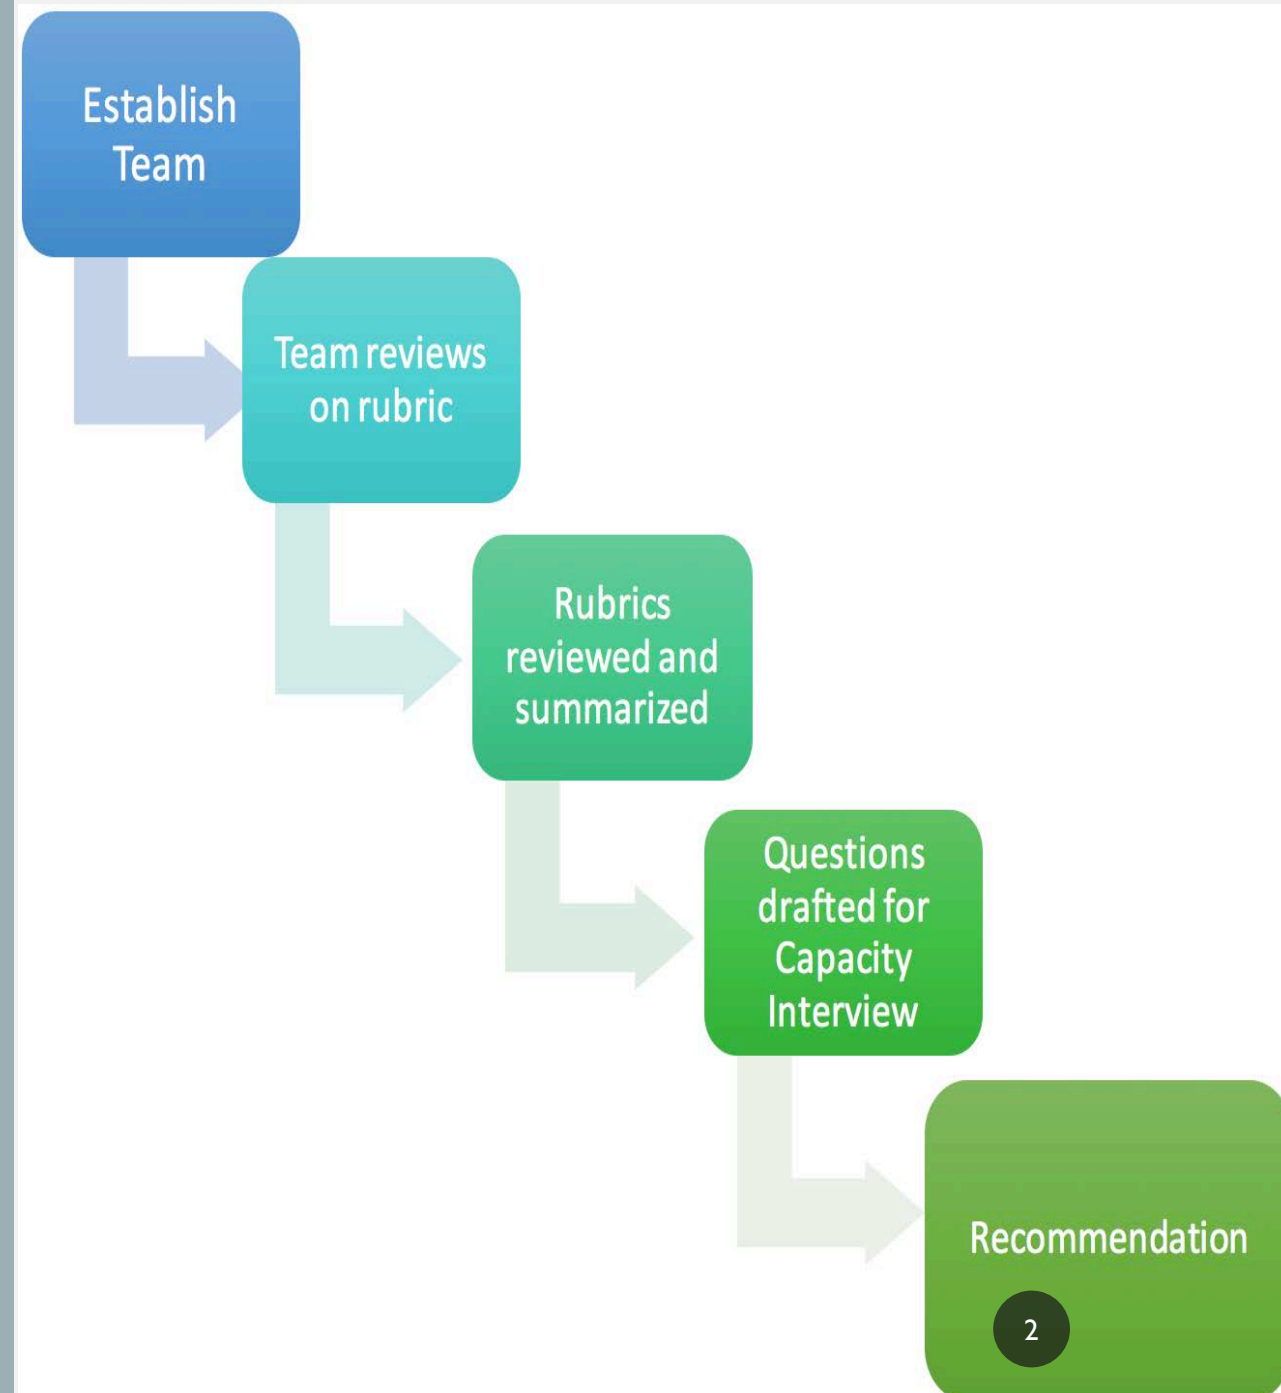 Establish
Team
Team reviews
on rubric
Rubrics
reviewed and
summarized
Questions
drafted for
Capacity
Interview
Recommendation
2